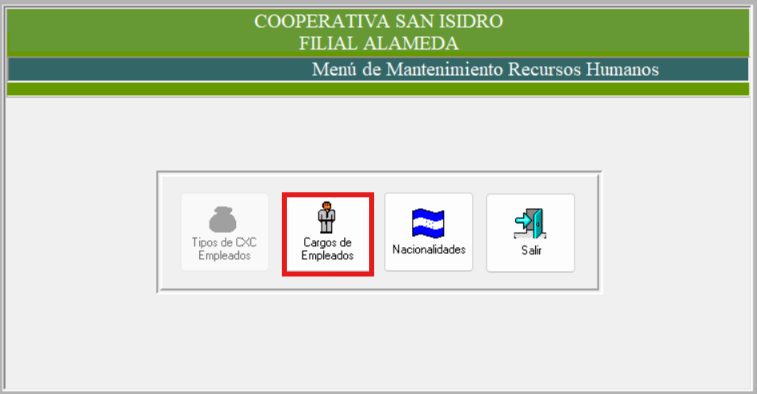 COOPERATIVA SAN ISIDRO
FILIAL ALAMEDA
Menú de Mantenimiento Recursos Humanos
Tipos de CXC
Empleados
Cargos de
Empleados
Nacionalidades
Salir